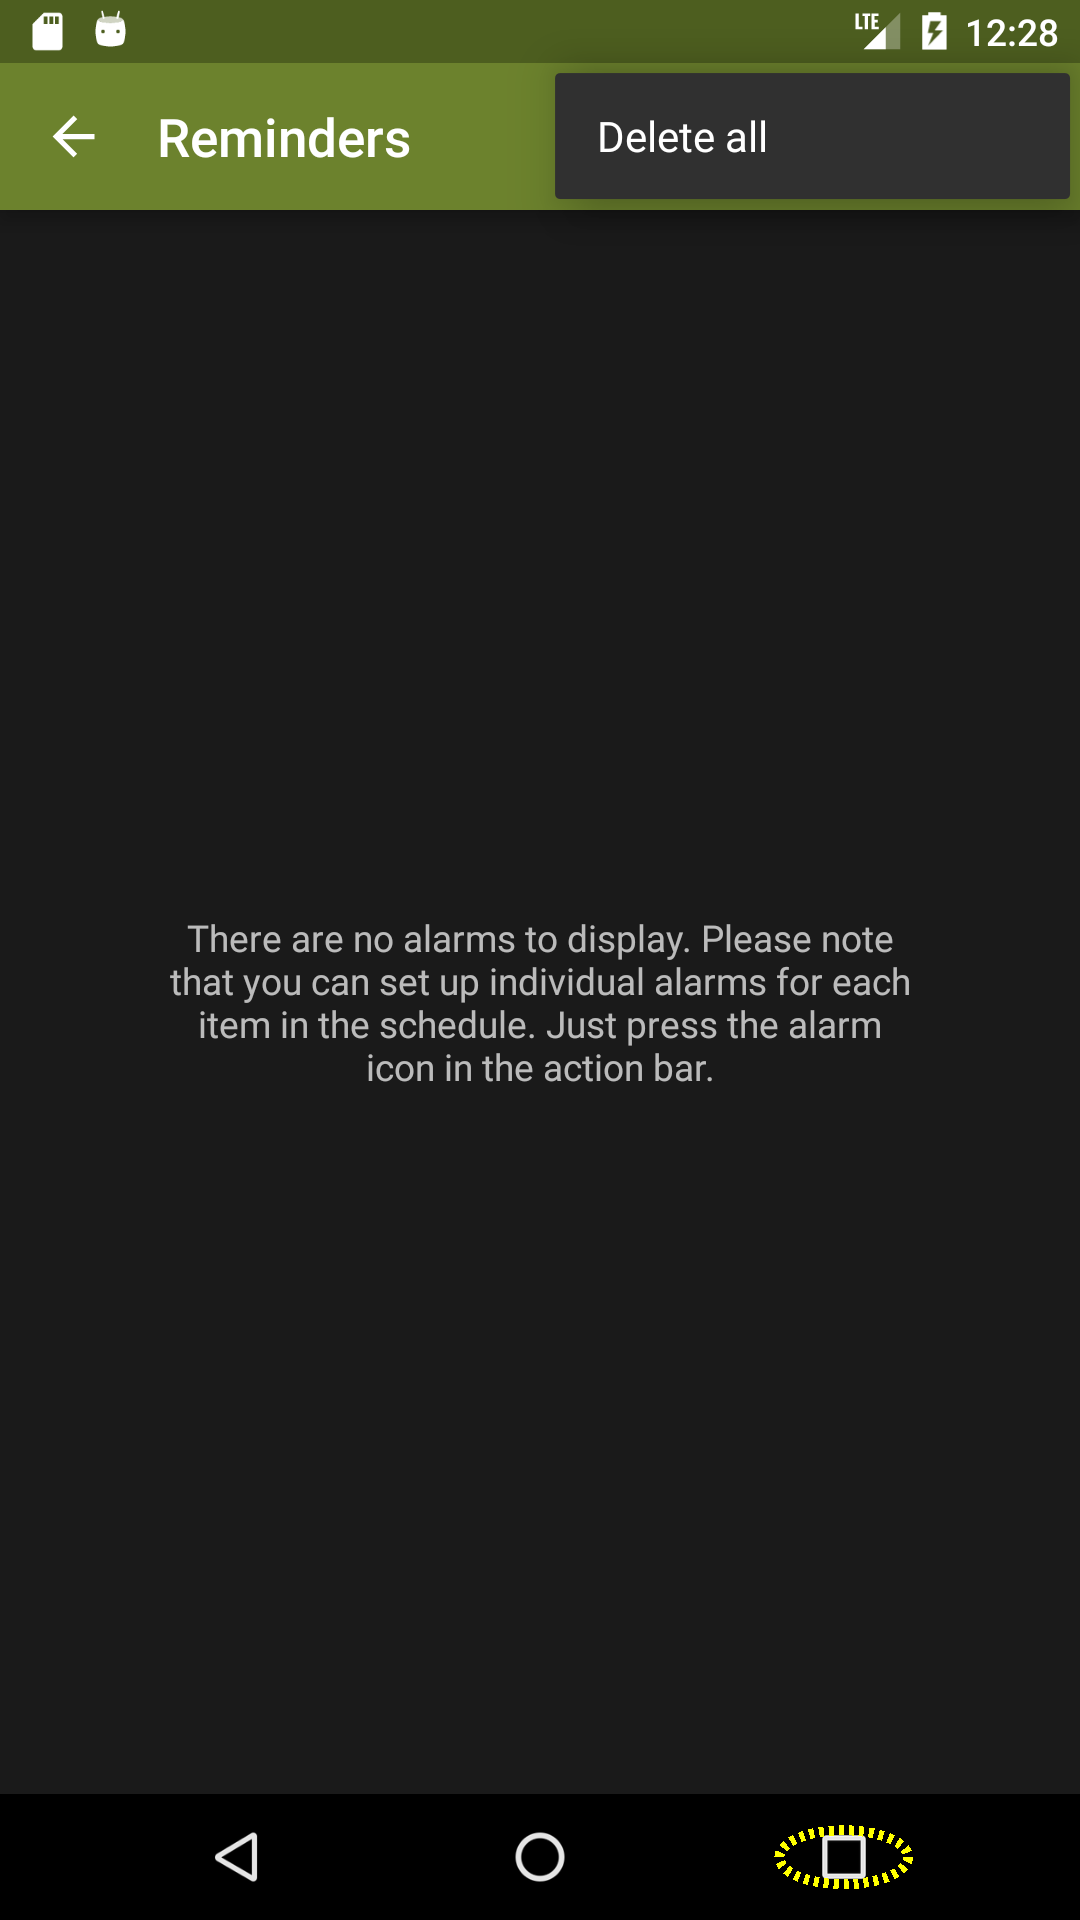 LTE 12:28
Reminders
Delete all
There are no alarms to display. Please note
that you can set up individual alarms for each
item in the schedule. Just press the alarm
icon in the action bar.